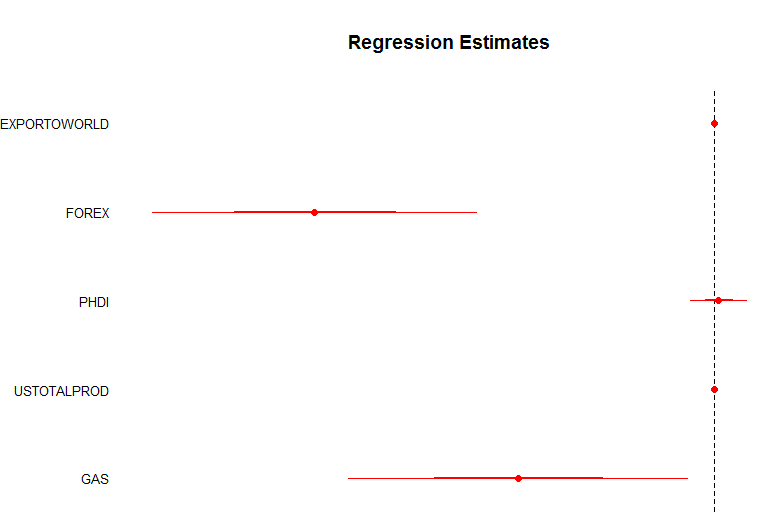 Regression Estimates
EXPORTOWORLD
FOREX
PHDI
USTOTALPROD
GAS